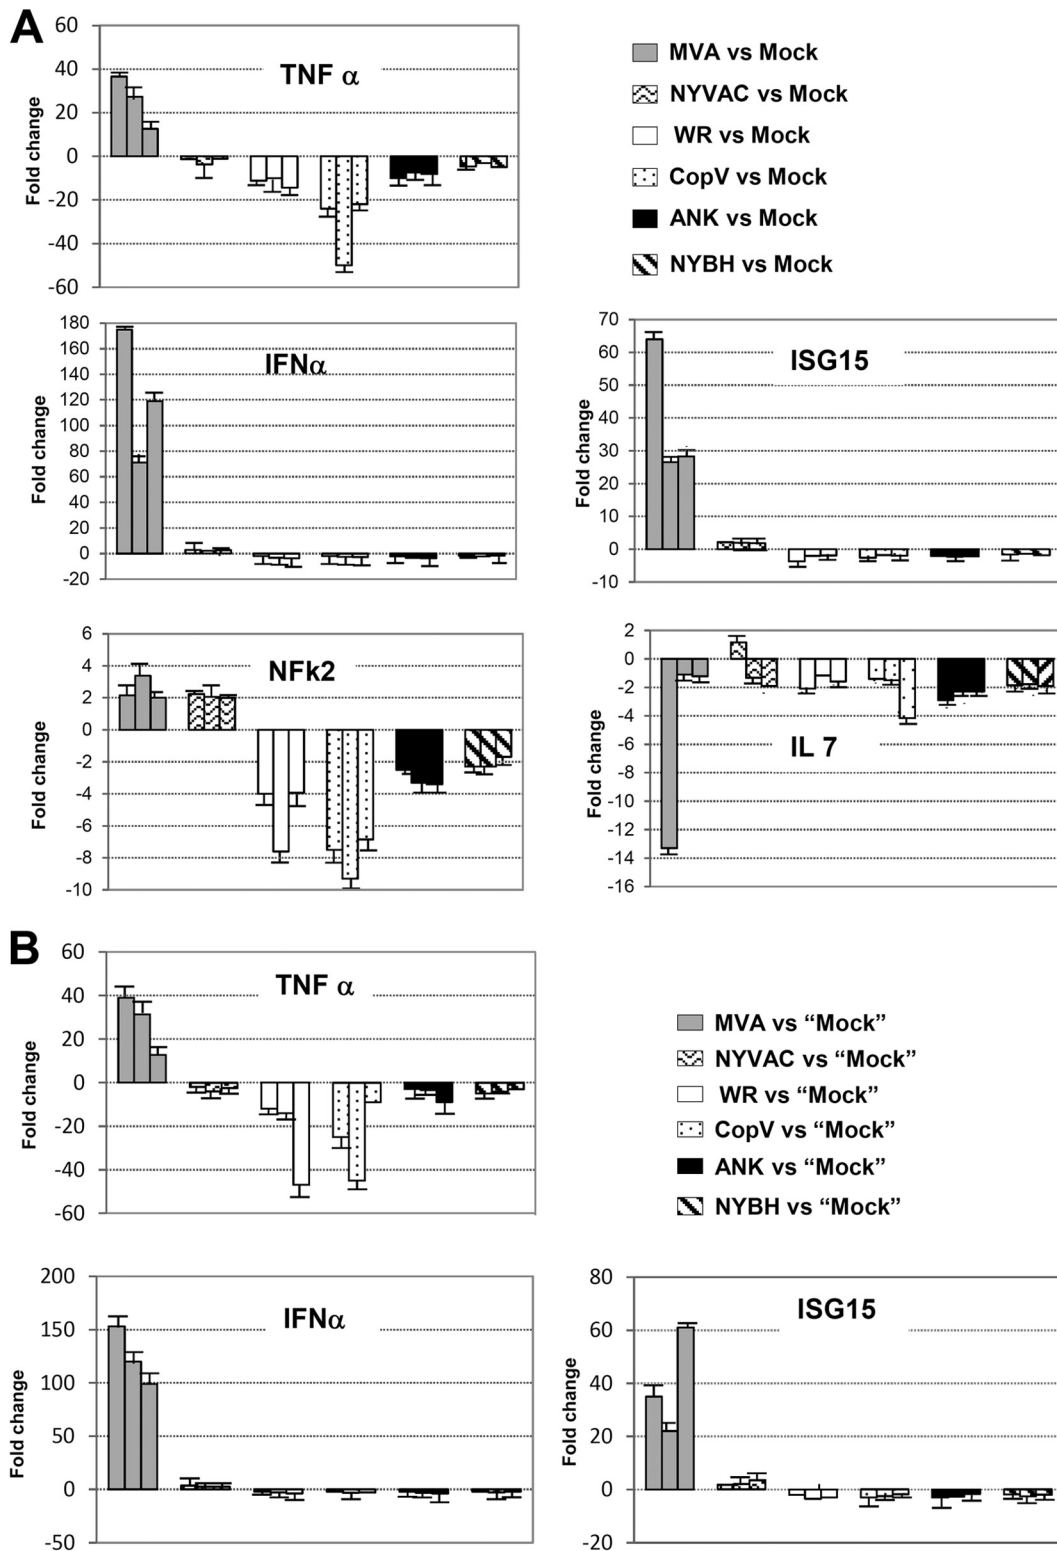 A
60
40
20
0
-20
-40
-60
Fold change
TNF α
MVA vs Mock
NYVAC vs Mock
WR vs Mock
CopV vs Mock
ANK vs Mock
NYBH vs Mock
180
160
140
120
100
80
60
40
20
0
-20
Fold change
IFNα
70
60
50
40
30
20
10
0
-10
Fold change
ISG15
6
4
2
0
-2
-4
-6
-8
-10
Fold change
NFk2
2
0
-2
-4
-6
-8
-10
-12
-14
-16
Fold change
IL 7
B
60
40
20
0
-20
-40
-60
Fold change
TNF α
MVA vs “Mock”
NYVAC vs “Mock”
WR vs “Mock”
CopV vs “Mock”
ANK vs “Mock”
NYBH vs “Mock”
200
150
100
50
0
-50
Fold change
IFNα
80
60
40
20
0
-20
Fold change
ISG15